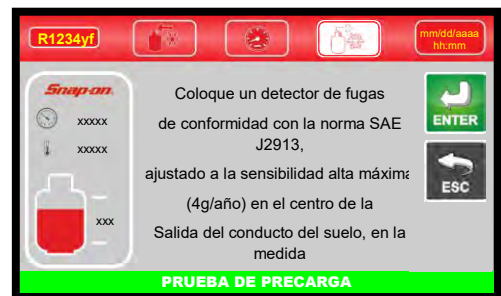 R1234yf
mm/dd/aaaa
hh:mm
Snap-on
xxxxx
xxxxx
xxx
Coloque un detector de fugas
de conformidad con la norma SAE
J2913,
ajustado a la sensibilidad alta máxima
(4g/año) en el centro de la
Salida del conducto del suelo, en la
medida
ENTER
ESC
PRUEBA DE PRECARGA